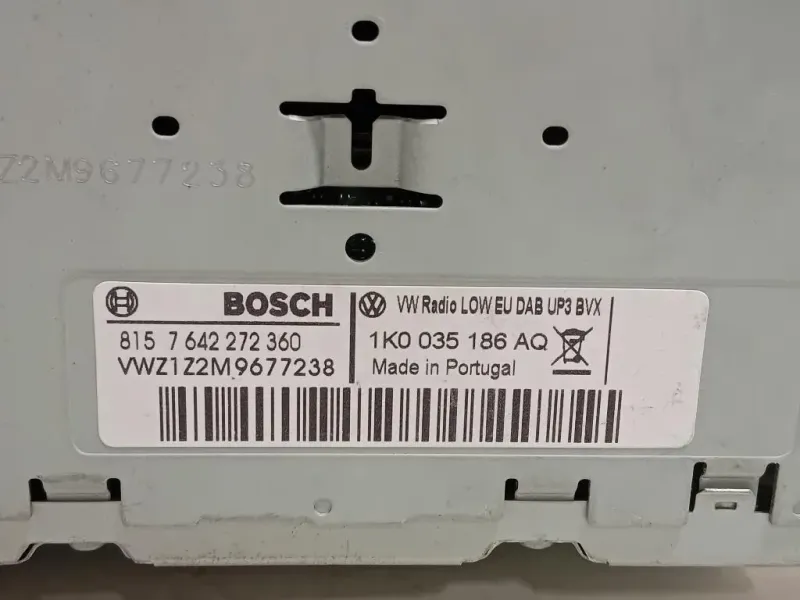 Z2M9677238
BOSCH
815 7 642 272 360
VWZ1Z2M9677238
VW Radio LOW EU DAB UP3 BVX
1K0 035 186 AQ
Made in Portugal